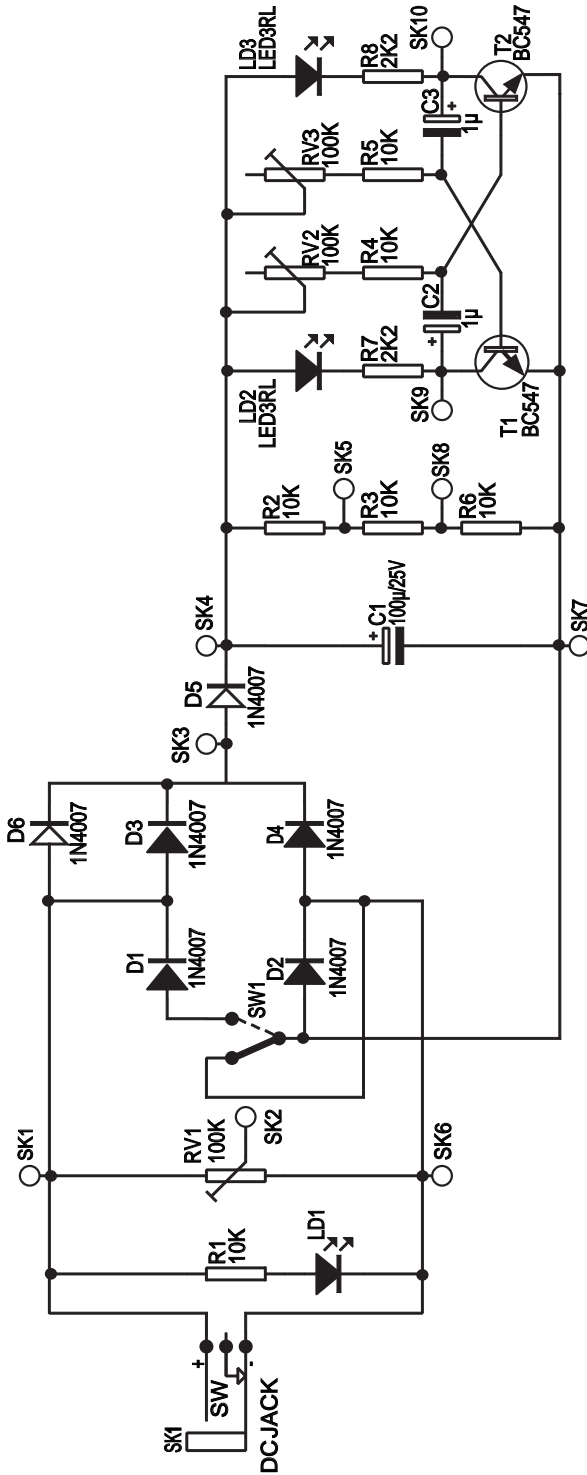 SK1
SW
+
-
DCJACK
R1
10K
LD1
SK1
RV1
100K
SK2
SK6
SW1
D1
1N4007
D2
1N4007
D6
1N4007
D3
1N4007
D4
1N4007
SK3
D5
1N4007
SK4
+
C1
100µ/25V
SK7
R2
10K
SK5
R3
10K
SK8
R6
10K
LD2
LED3RL
R7
2K2
SK9
T1
BC547
+
C2
1µ
RV2
100K
R4
10K
RV3
100K
R5
10K
C3
1µ
+
LD3
LED3RL
R8
2K2
SK10
T2
BC547